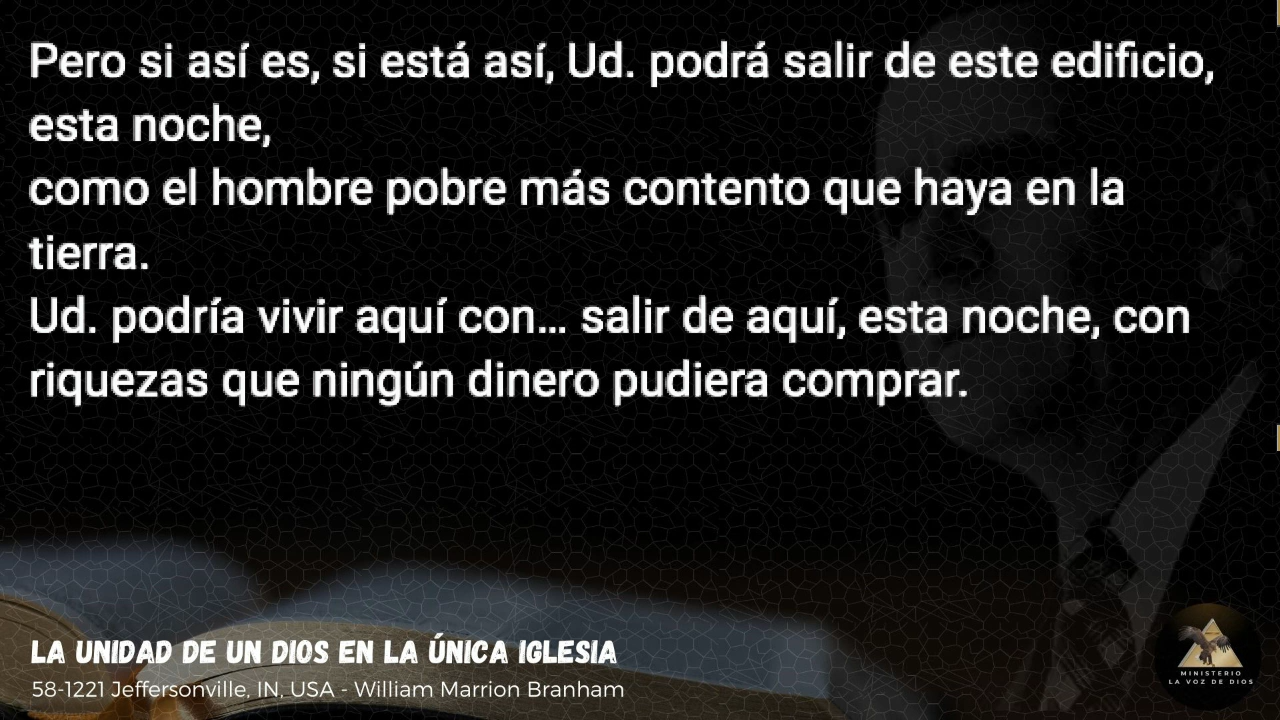 Pero si así es, si está así, Ud. podrá salir de este edificio,
esta noche,
como el hombre pobre más contento que haya en la
tierra.
Ud. podría vivir aquí con… salir de aquí, esta noche, con
riquezas que ningún dinero pudiera comprar.
LA UNIDAD DE UN DIOS EN LA ÚNICA IGLESIA
58-1221 Jeffersonville, IN, USA - William Marrion Branham
MINISTERIO
LA VOZ DE DIOS